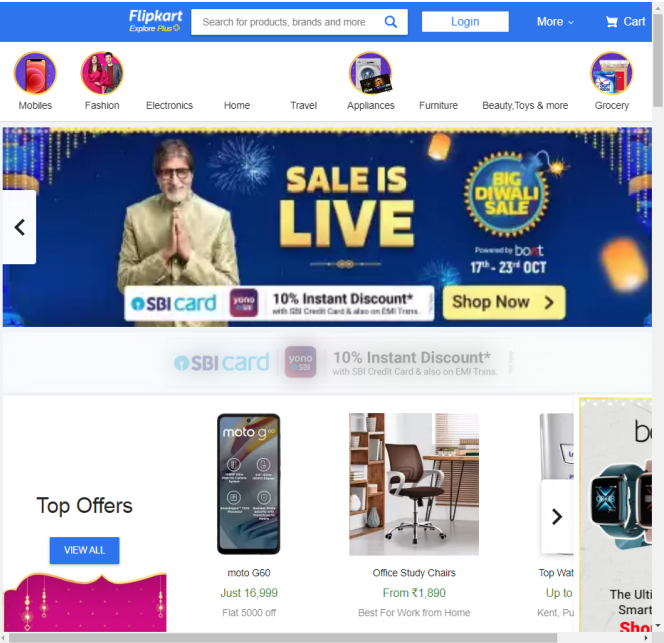 Flipkart
Explore Plus
Search for products, brands and more
Login
More
Cart
Mobiles
Fashion
Electronics
Home
Travel
Appliances
Furniture
Beauty,Toys & more
Grocery
SALE IS
LIVE
BIG
DIWALI
SALE
Powered by boAt
17th - 23rd OCT
SBI card
yono
SBI
10% Instant Discount*
with SBI Credit Card & also on EMI Trxns.
Shop Now
SBI card
yono
SBI
10% Instant Discount*
with SBI Credit Card & also on EMI Trxns.
Top Offers
VIEW ALL
moto g60
moto G60
Just 16,999
Flat 5000 off
Office Study Chairs
From ₹1,890
Best For Work from Home
Top Wat
Up to
Kent, Pu
bo
The Ulti
Smart
Sho